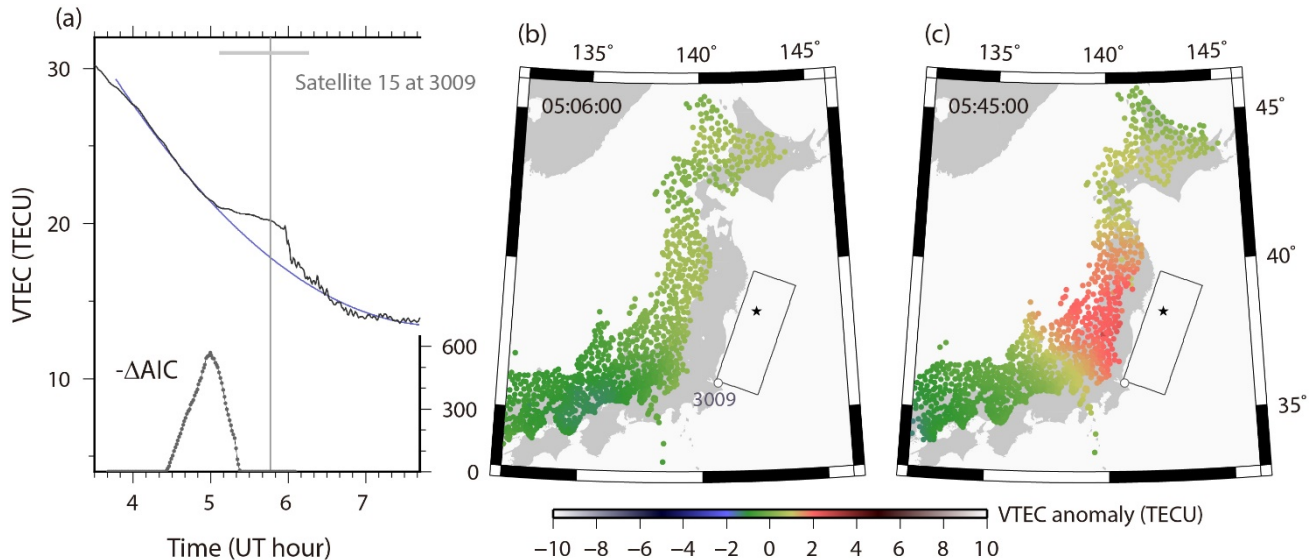 (a)
30
20
10
VTEC (TECU)
Satellite 15 at 3009
-ΔAIC
600
300
0
4 5 6 7
Time (UT hour)
(b)
135° 140° 145°
05:06:00
3009
(c)
135° 140° 145°
05:45:00
45°
40°
35°
−10 −8 −6 −4 −2 0 2 4 6 8 10
VTEC anomaly (TECU)